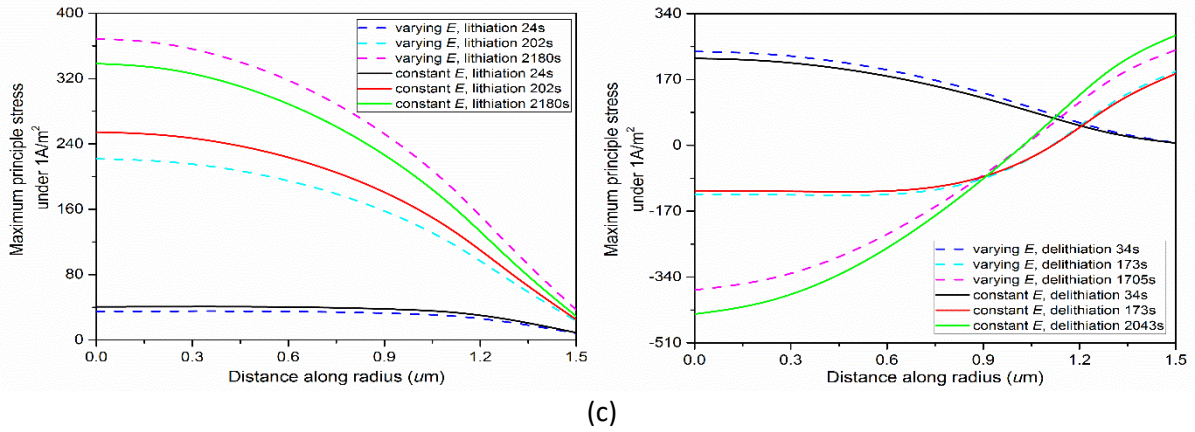 400
320
240
160
80
0
Maximum principle stress
under 1A/m²
varying E, lithiation 24s
varying E, lithiation 202s
varying E, lithiation 2180s
constant E, lithiation 24s
constant E, lithiation 202s
constant E, lithiation 2180s
0.0 0.3 0.6 0.9 1.2 1.5
Distance along radius (um)
340
170
0
-170
-340
-510
Maximum principle stress
under 1A/m²
varying E, delithiation 34s
varying E, delithiation 173s
varying E, delithiation 1705s
constant E, delithiation 34s
constant E, delithiation 173s
constant E, delithiation 2043s
0.0 0.3 0.6 0.9 1.2 1.5
Distance along radius (um)
(c)